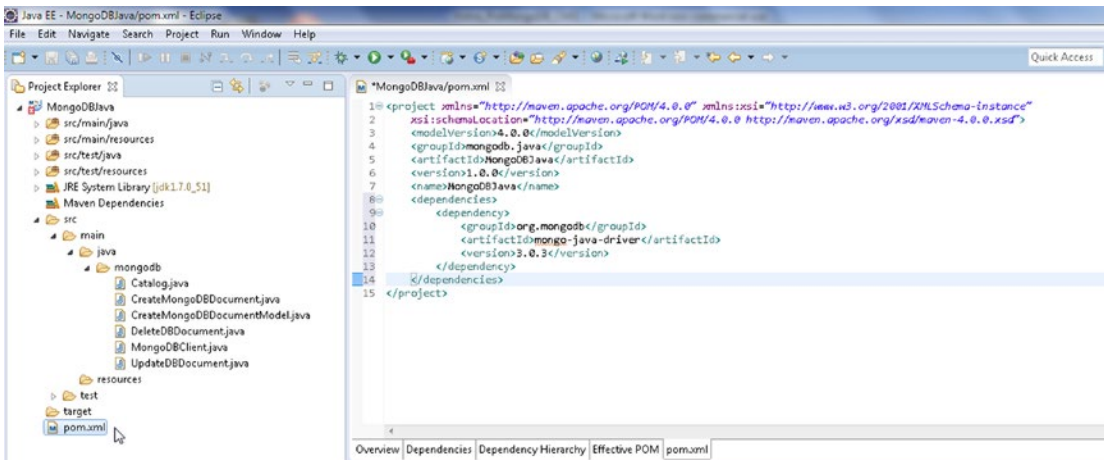 Java EE - MongoDBJava/pom.xml - Eclipse
File Edit Navigate Search Project Run Window Help
Quick Access
Project Explorer
MongoDBJava
src/main/java
src/main/resources
src/test/java
src/test/resources
JRE System Library [jdk1.7.0_51]
Maven Dependencies
src
main
java
mongodb
Catalog.java
CreateMongoDBDocument.java
CreateMongoDBDocumentModel.java
DeleteDBDocument.java
MongoDBClient.java
UpdateDBDocument.java
resources
test
target
pom.xml
*MongoDBJava/pom.xml
1 <project xmlns="http://maven.apache.org/POM/4.0.0" xmlns:xsi="http://www.w3.org/2001/XMLSchema-instance"
2 xsi:schemaLocation="http://maven.apache.org/POM/4.0.0 http://maven.apache.org/xsd/maven-4.0.0.xsd">
3 <modelVersion>4.0.0</modelVersion>
4 <groupId>mongodb.java</groupId>
5 <artifactId>MongoDBJava</artifactId>
6 <version>1.0.0</version>
7 <name>MongoDBJava</name>
8 <dependencies>
9 <dependency>
10 <groupId>org.mongodb</groupId>
11 <artifactId>mongo-java-driver</artifactId>
12 <version>3.0.3</version>
13 </dependency>
14 </dependencies>
15 </project>
Overview Dependencies Dependency Hierarchy Effective POM pom.xml